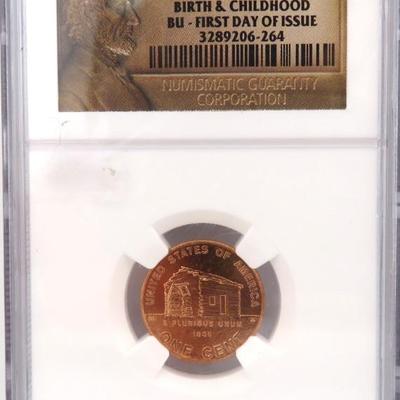 BIRTH & CHILDHOOD
BU - FIRST DAY OF ISSUE
3289206-264
NUMISMATIC GUARANTY
CORPORATION
UNITED STATES OF AMERICA
E PLURIBUS UNUM
1809
ONE CENT